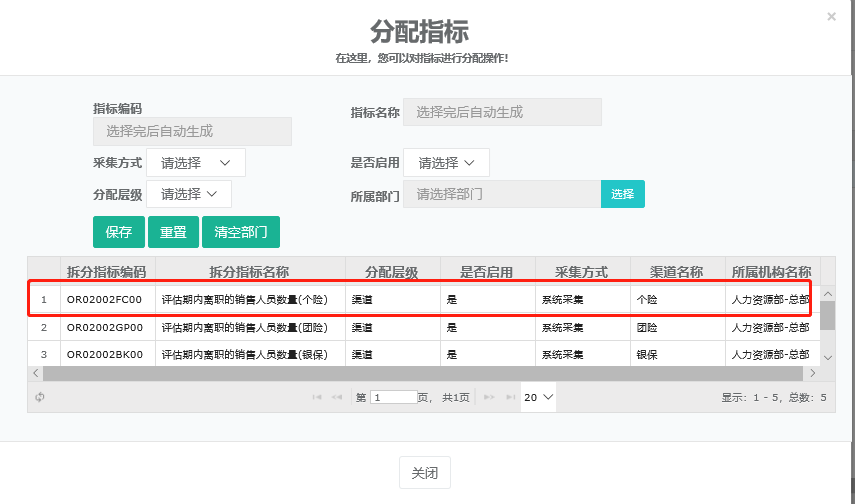 ×
分配指标
在这里，您可以对指标进行分配操作!
指标编码
选择完后自动生成
指标名称 选择完后自动生成
采集方式 请选择 是否启用 请选择
分配层级 请选择 所属部门 请选择部门 选择
保存 重置 清空部门
拆分指标编码 拆分指标名称 分配层级 是否启用 采集方式 渠道名称 所属机构名称
1 OR02002FC00 评估期内离职的销售人员数量(个险) 渠道 是 系统采集 个险 人力资源部-总部
2 OR02002GP00 评估期内离职的销售人员数量(团险) 渠道 是 系统采集 团险 人力资源部-总部
3 OR02002BK00 评估期内离职的销售人员数量(银保) 渠道 是 系统采集 银保 人力资源部-总部
第 1 页， 共1页 20 显示：1 - 5，总数：5
关闭